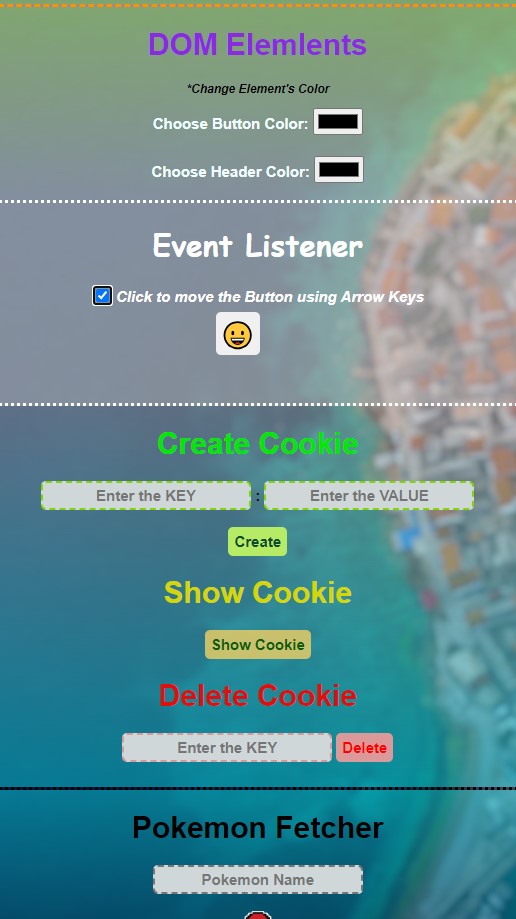 DOM Elemlents
*Change Element's Color
Choose Button Color:
Choose Header Color:
Event Listener
Click to move the Button using Arrow Keys
Create Cookie
Enter the KEY : Enter the VALUE
Create
Show Cookie
Show Cookie
Delete Cookie
Enter the KEY Delete
Pokemon Fetcher
Pokemon Name